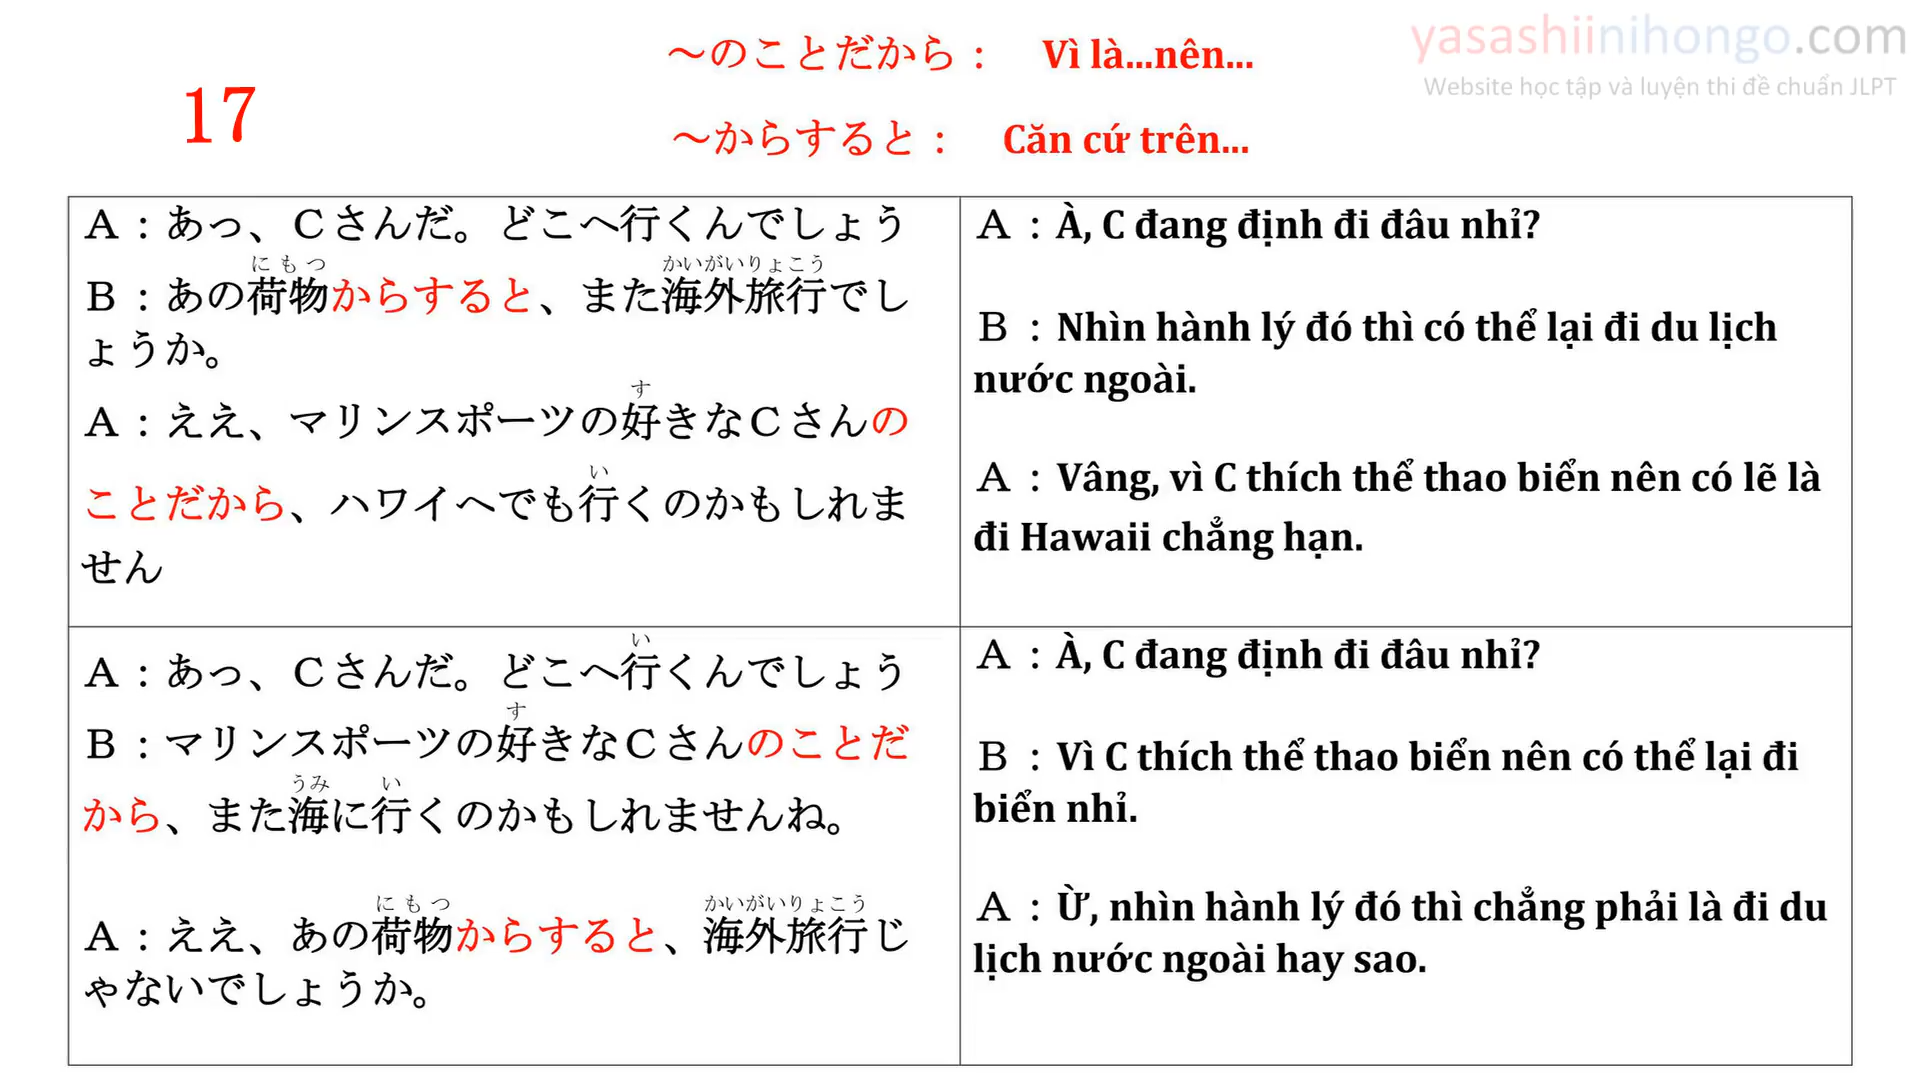 yasashiinihongo.com
Website học tập và luyện thi đề chuẩn JLPT
17
～のことだから： Vì là...nên...
～からすると： Căn cứ trên...
Ａ：あっ、Ｃさんだ。どこへ行くんでしょう
にもつ かいがいりょこう
Ｂ：あの荷物からすると、また海外旅行でし
ょうか。
す
Ａ：ええ、マリンスポーツの好きなＣさんの
い
ことだから、ハワイへでも行くのかもしれま
せん
Ａ：À, C đang định đi đâu nhỉ?
Ｂ：Nhìn hành lý đó thì có thể lại đi du lịch
nước ngoài.
Ａ：Vâng, vì C thích thể thao biển nên có lẽ là
đi Hawaii chẳng hạn.
い
Ａ：あっ、Ｃさんだ。どこへ行くんでしょう
す
Ｂ：マリンスポーツの好きなＣさんのことだ
うみ い
から、また海に行くのかもしれませんね。
にもつ かいがいりょこう
Ａ：ええ、あの荷物からすると、海外旅行じ
ゃないでしょうか。
Ａ：À, C đang định đi đâu nhỉ?
Ｂ：Vì C thích thể thao biển nên có thể lại đi
biển nhỉ.
Ａ：Ừ, nhìn hành lý đó thì chẳng phải là đi du
lịch nước ngoài hay sao.